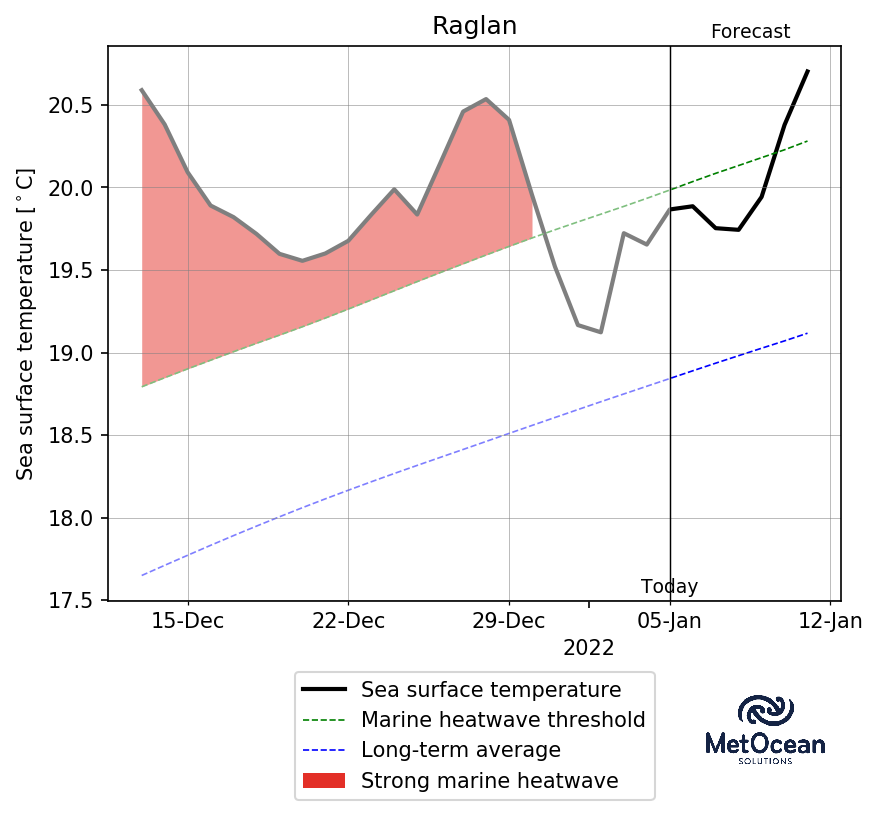 Raglan
Forecast
Sea surface temperature [°C]
20.5
20.0
19.5
19.0
18.5
18.0
17.5
Today
15-Dec 22-Dec 29-Dec 05-Jan 12-Jan
2022
Sea surface temperature
Marine heatwave threshold
Long-term average
Strong marine heatwave
MetOcean
SOLUTIONS